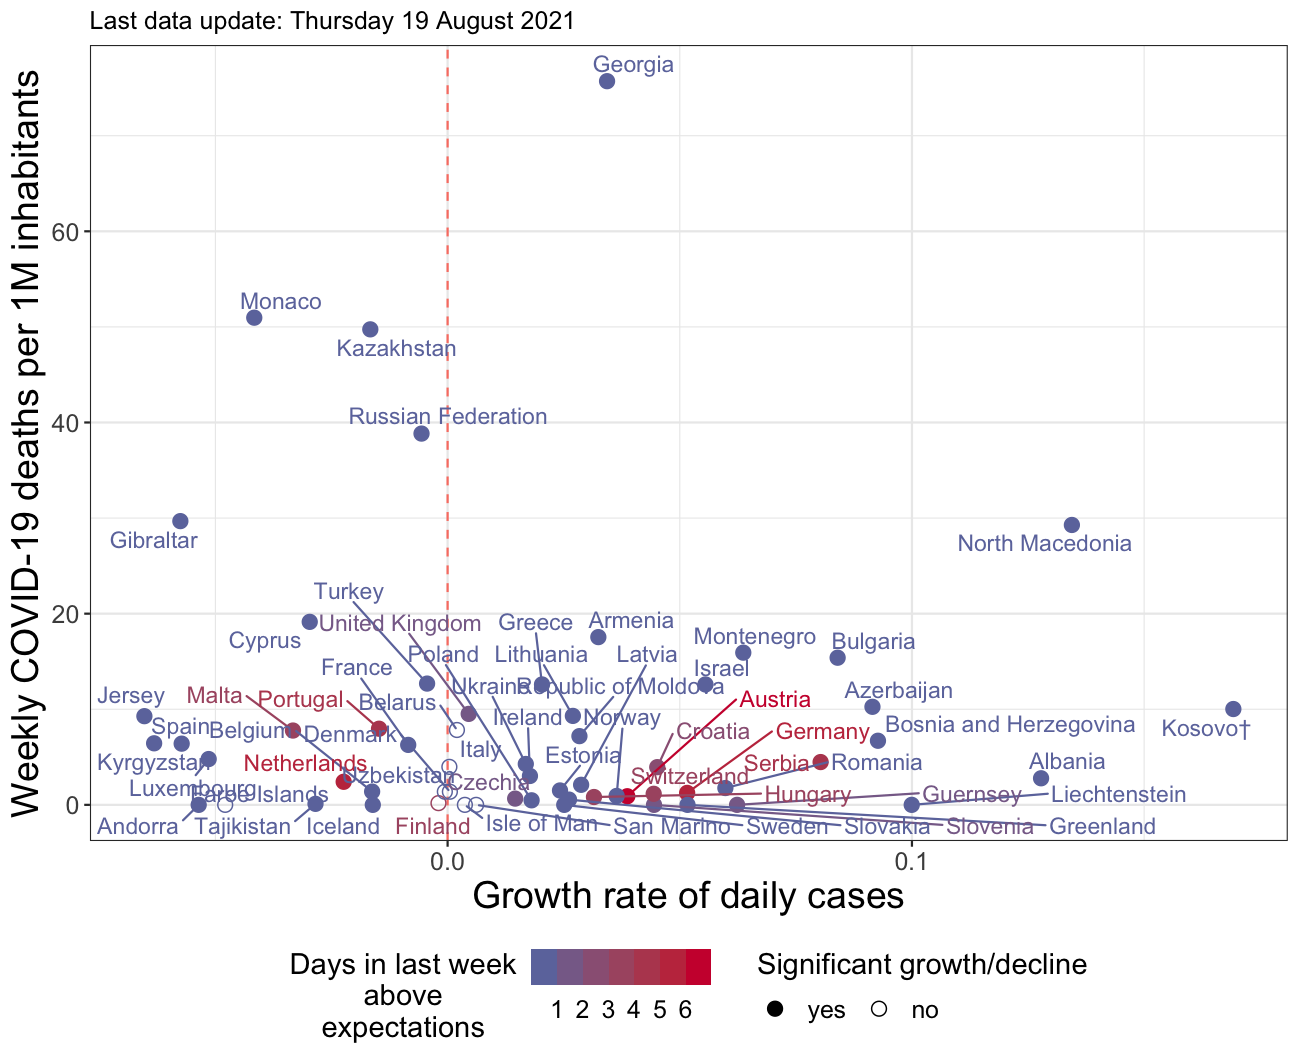 Last data update: Thursday 19 August 2021
Weekly COVID-19 deaths per 1M inhabitants
60
40
20
0
Georgia
Monaco
Kazakhstan
Russian Federation
Gibraltar
North Macedonia
Turkey
Cyprus
United Kingdom
Greece
Armenia
Montenegro
Bulgaria
France
Poland
Lithuania
Latvia
Israel
Jersey
Malta
Portugal
Belarus
Ukraine
Republic of Moldova
Austria
Azerbaijan
Spain
Belgium
Denmark
Ireland
Norway
Croatia
Germany
Bosnia and Herzegovina
Kosovo†
Kyrgyzstan
Netherlands
Uzbekistan
Italy
Estonia
Switzerland
Serbia
Romania
Albania
Luxembourg
Faroe Islands
Czechia
Hungary
Guernsey
Liechtenstein
Andorra
Tajikistan
Iceland
Finland
Isle of Man
San Marino
Sweden
Slovakia
Slovenia
Greenland
0.0
0.1
Growth rate of daily cases
Days in last week
above
expectations
1 2 3 4 5 6
Significant growth/decline
yes
no